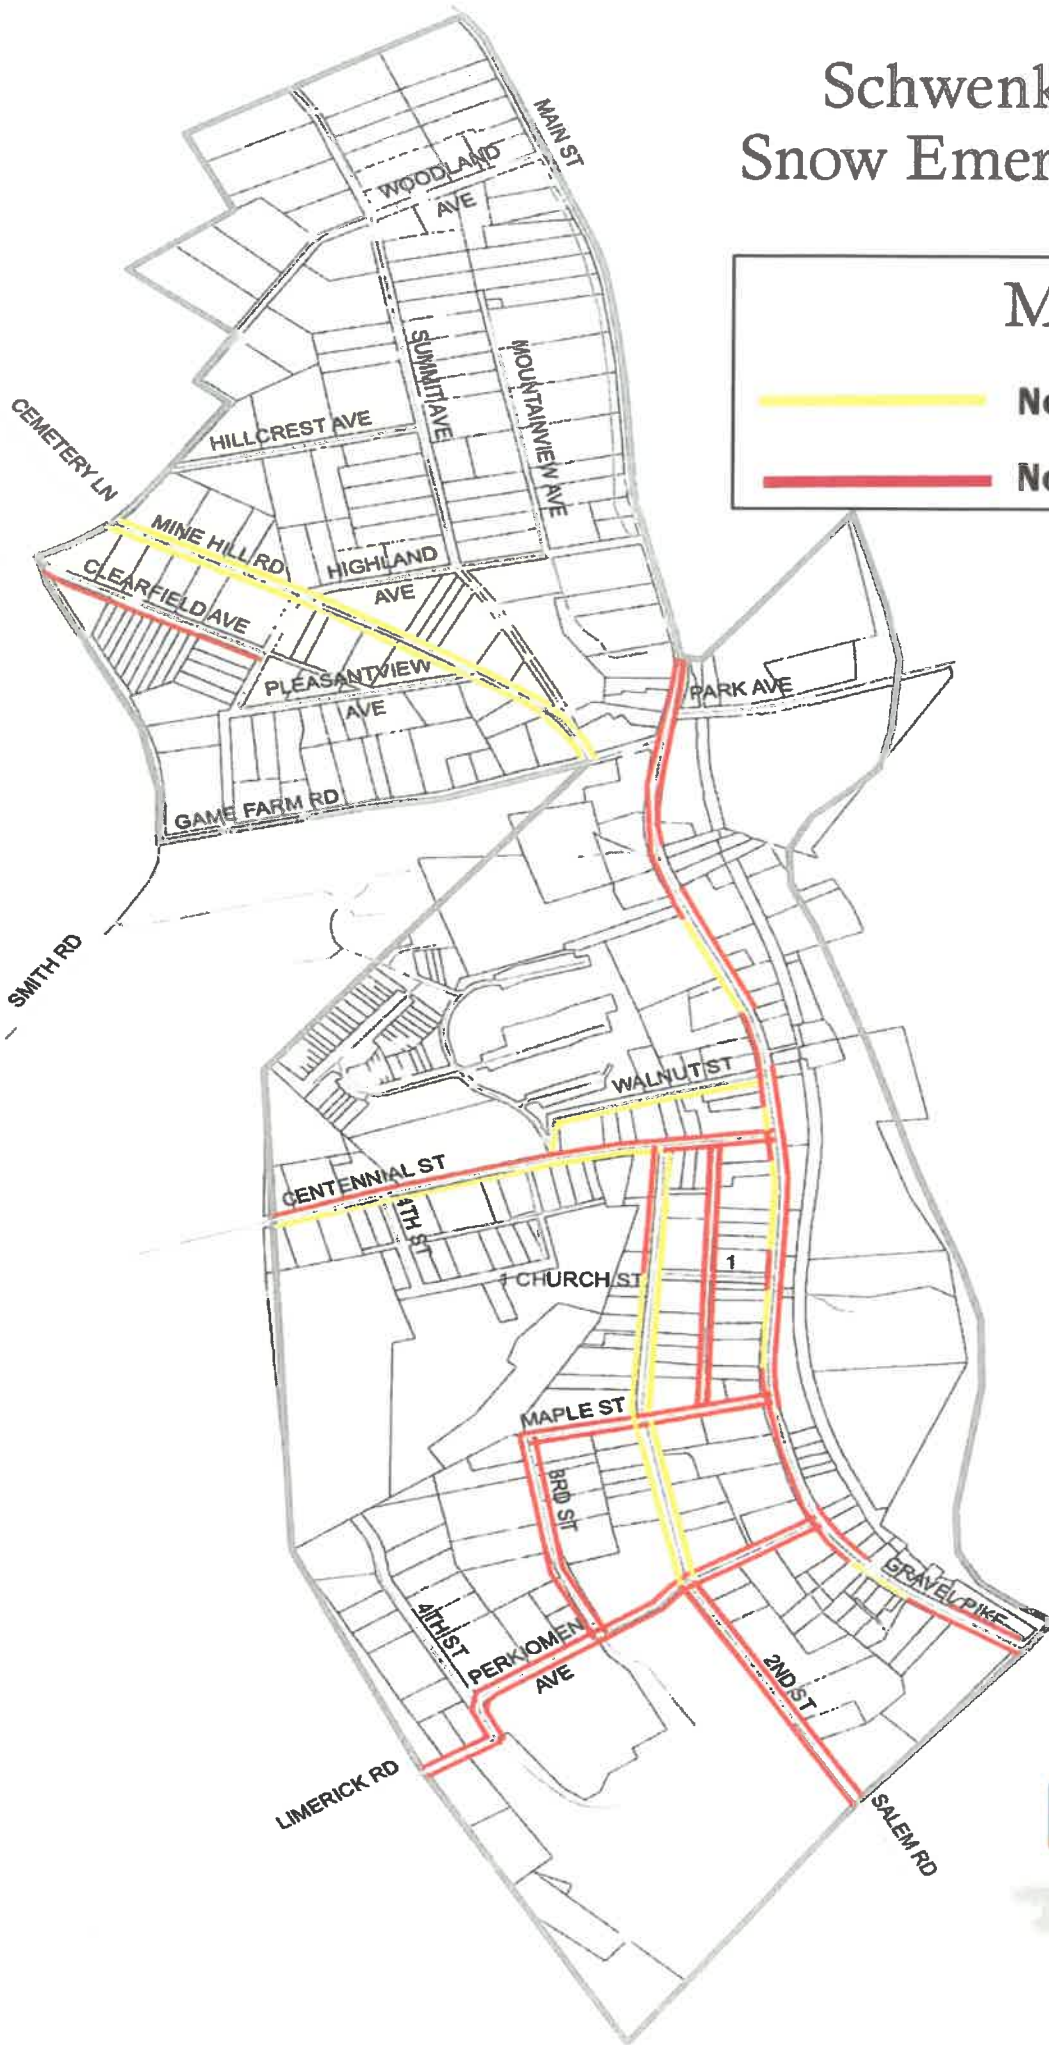 Schwenk
Snow Emer
M
No
No
MAIN ST
WOODLAND
AVE
SUMMIT AVE
MOUNTAINVIEW AVE
HILLCREST AVE
CEMETERY LN
MINE HILL RD
HIGHLAND
AVE
CLEARFIELD AVE
PLEASANTVIEW
AVE
PARK AVE
GAME FARM RD
SMITH RD
WALNUT ST
CENTENNIAL ST
4TH ST
1 CHURCH ST
1
MAPLE ST
3RD ST
GRAVEL PIKE
4TH ST
PERKIOMEN
AVE
2ND ST
LIMERICK RD
SALEM RD